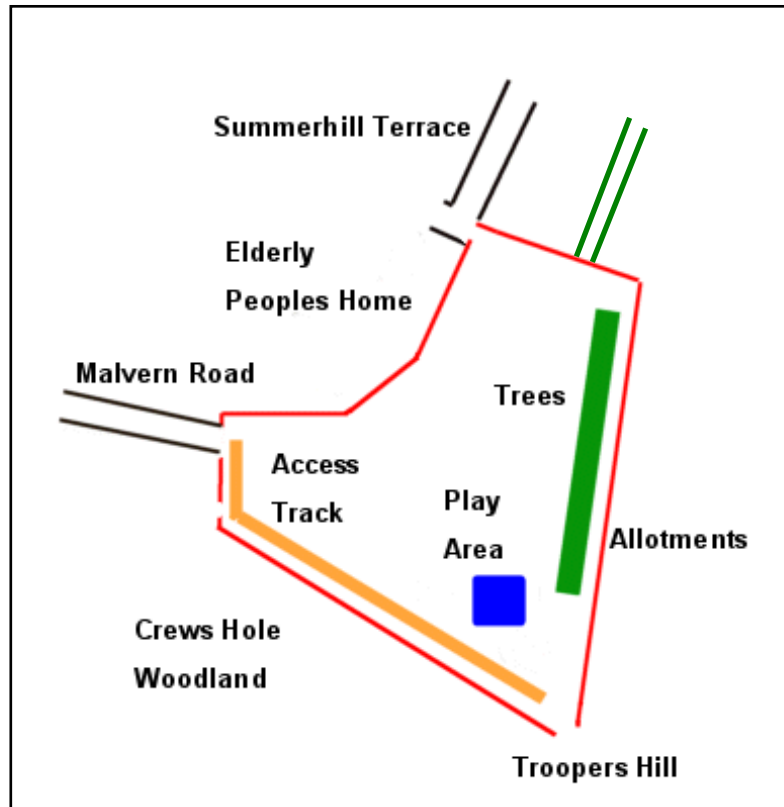 Summerhill Terrace
Elderly
Peoples Home
Malvern Road
Trees
Access
Track
Play
Area
Allotments
Crews Hole
Woodland
Troopers Hill